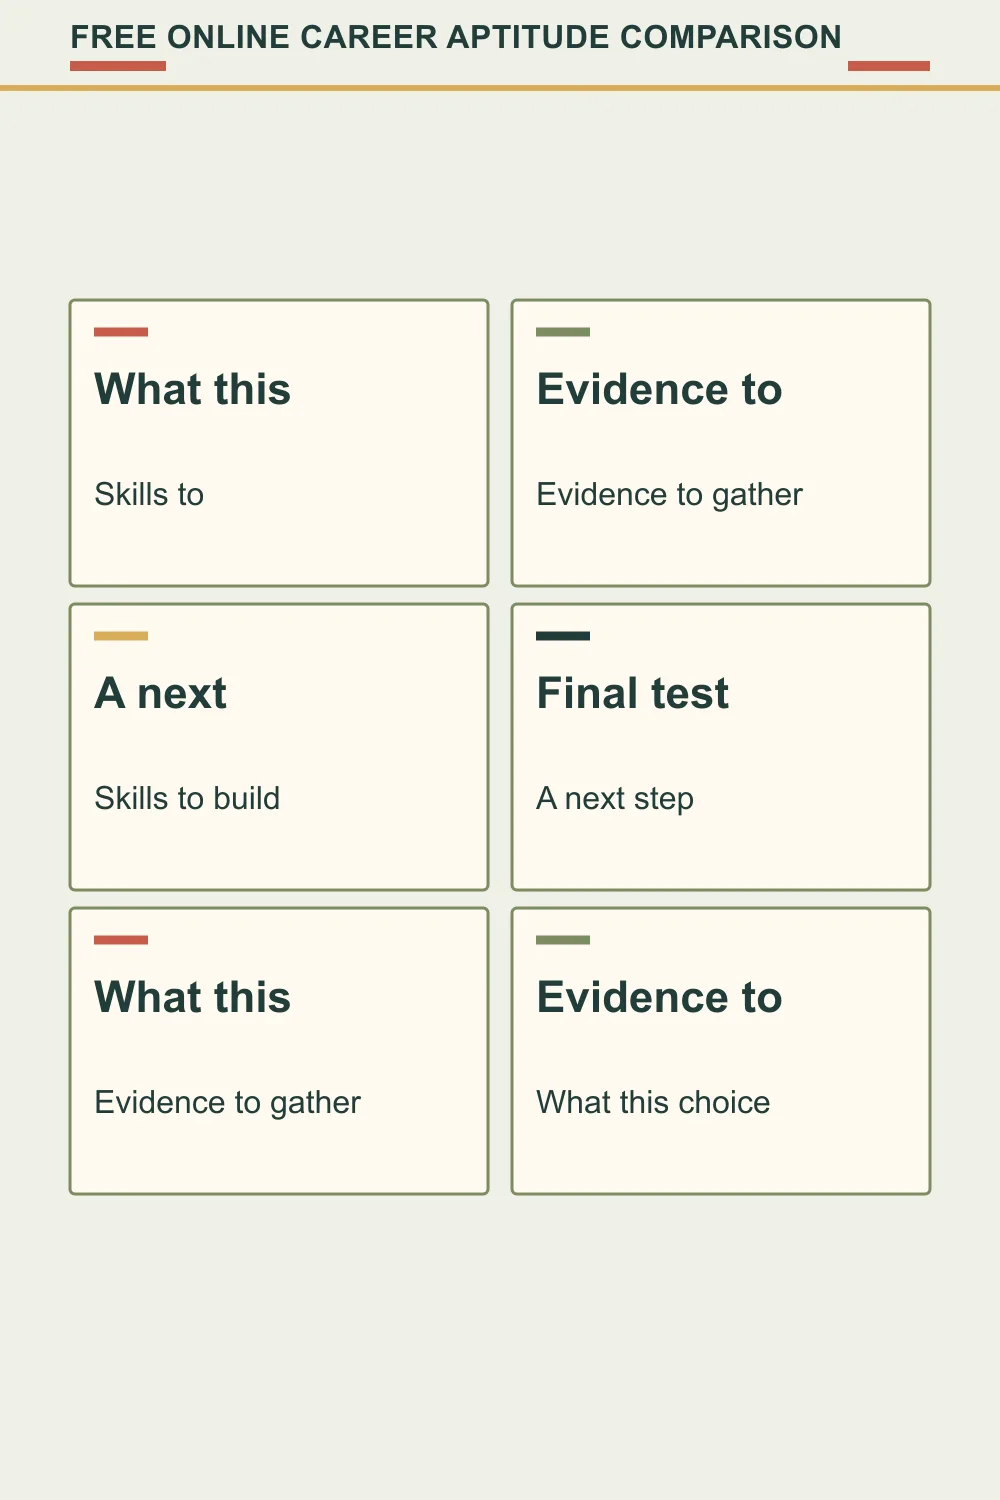 FREE ONLINE CAREER APTITUDE COMPARISON
What this
Skills to
Evidence to
Evidence to gather
A next
Skills to build
Final test
A next step
What this
Evidence to gather
Evidence to
What this choice